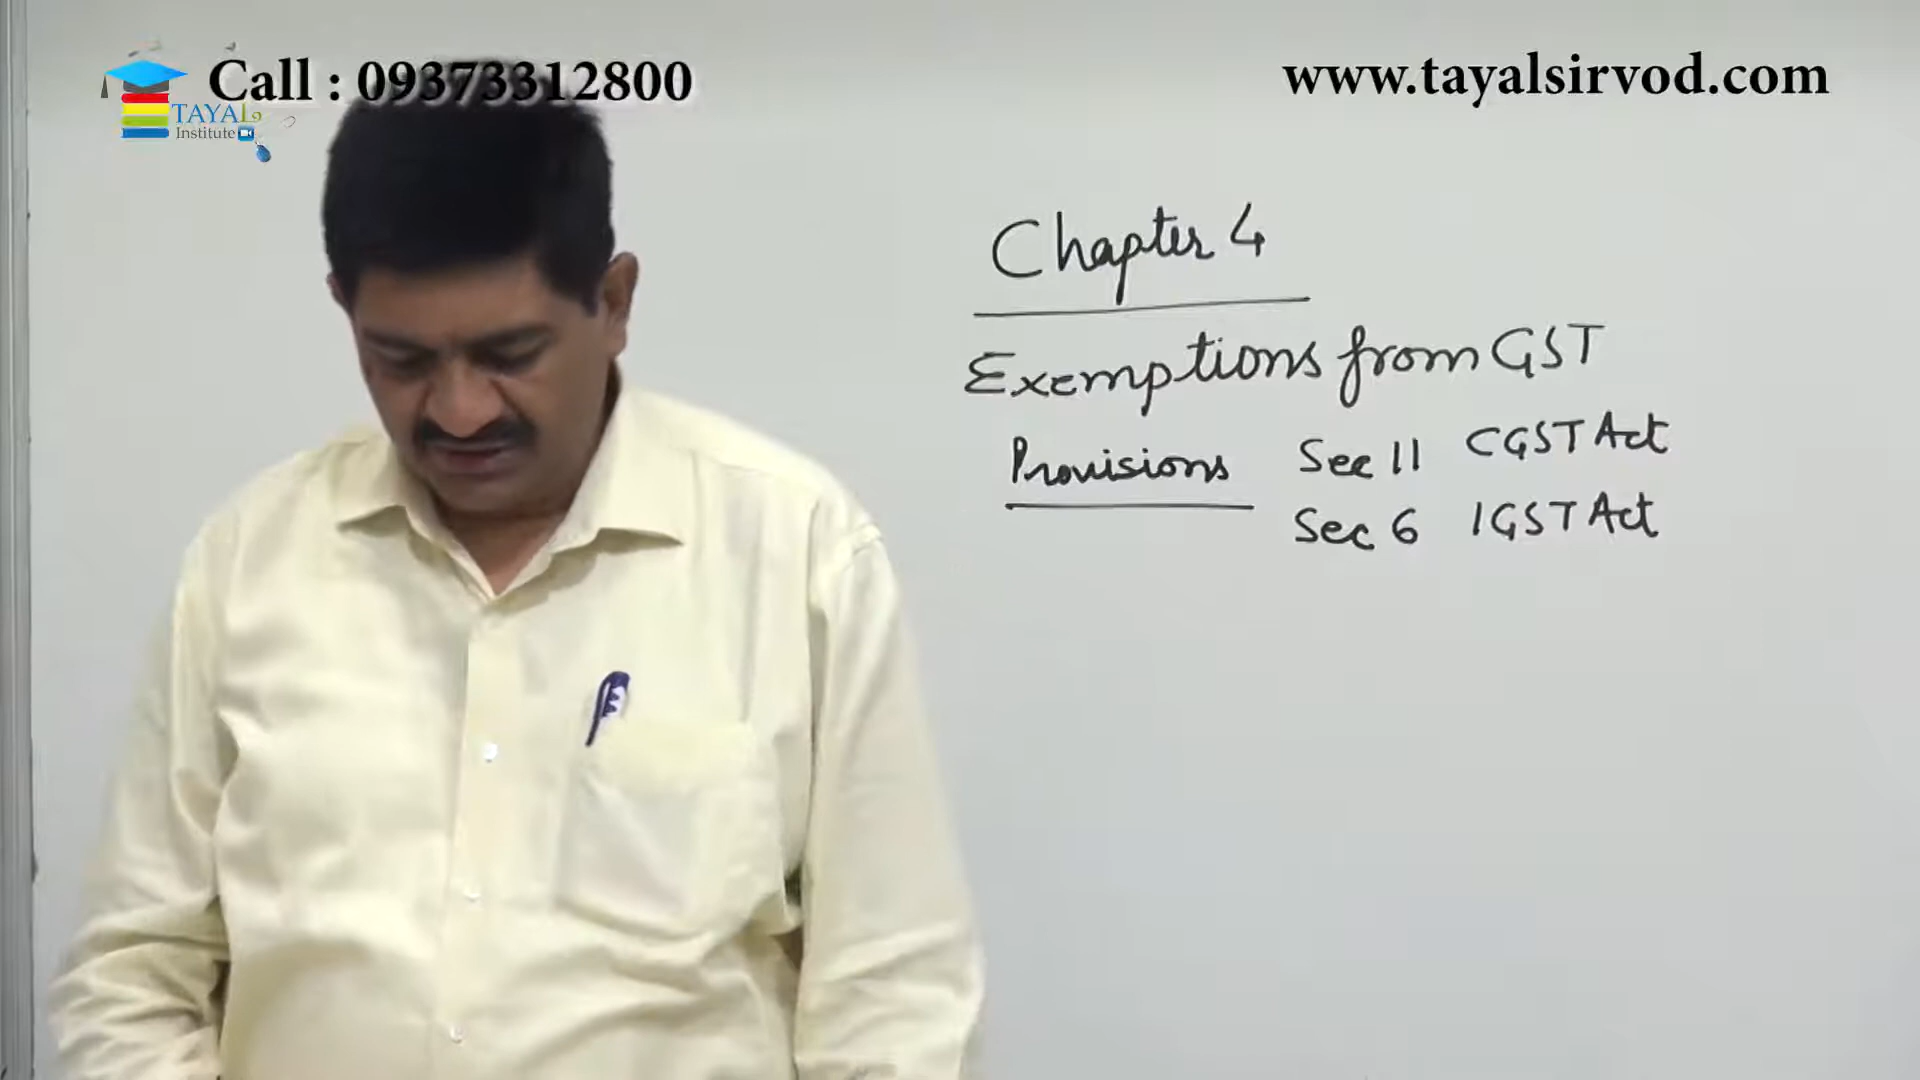 Call : 09373312800
www.tayalsirvod.com
TAYAL
Institute
Chapter 4
Exemptions from GST
Provisions Sec 11 CGST Act
Sec 6 IGST Act